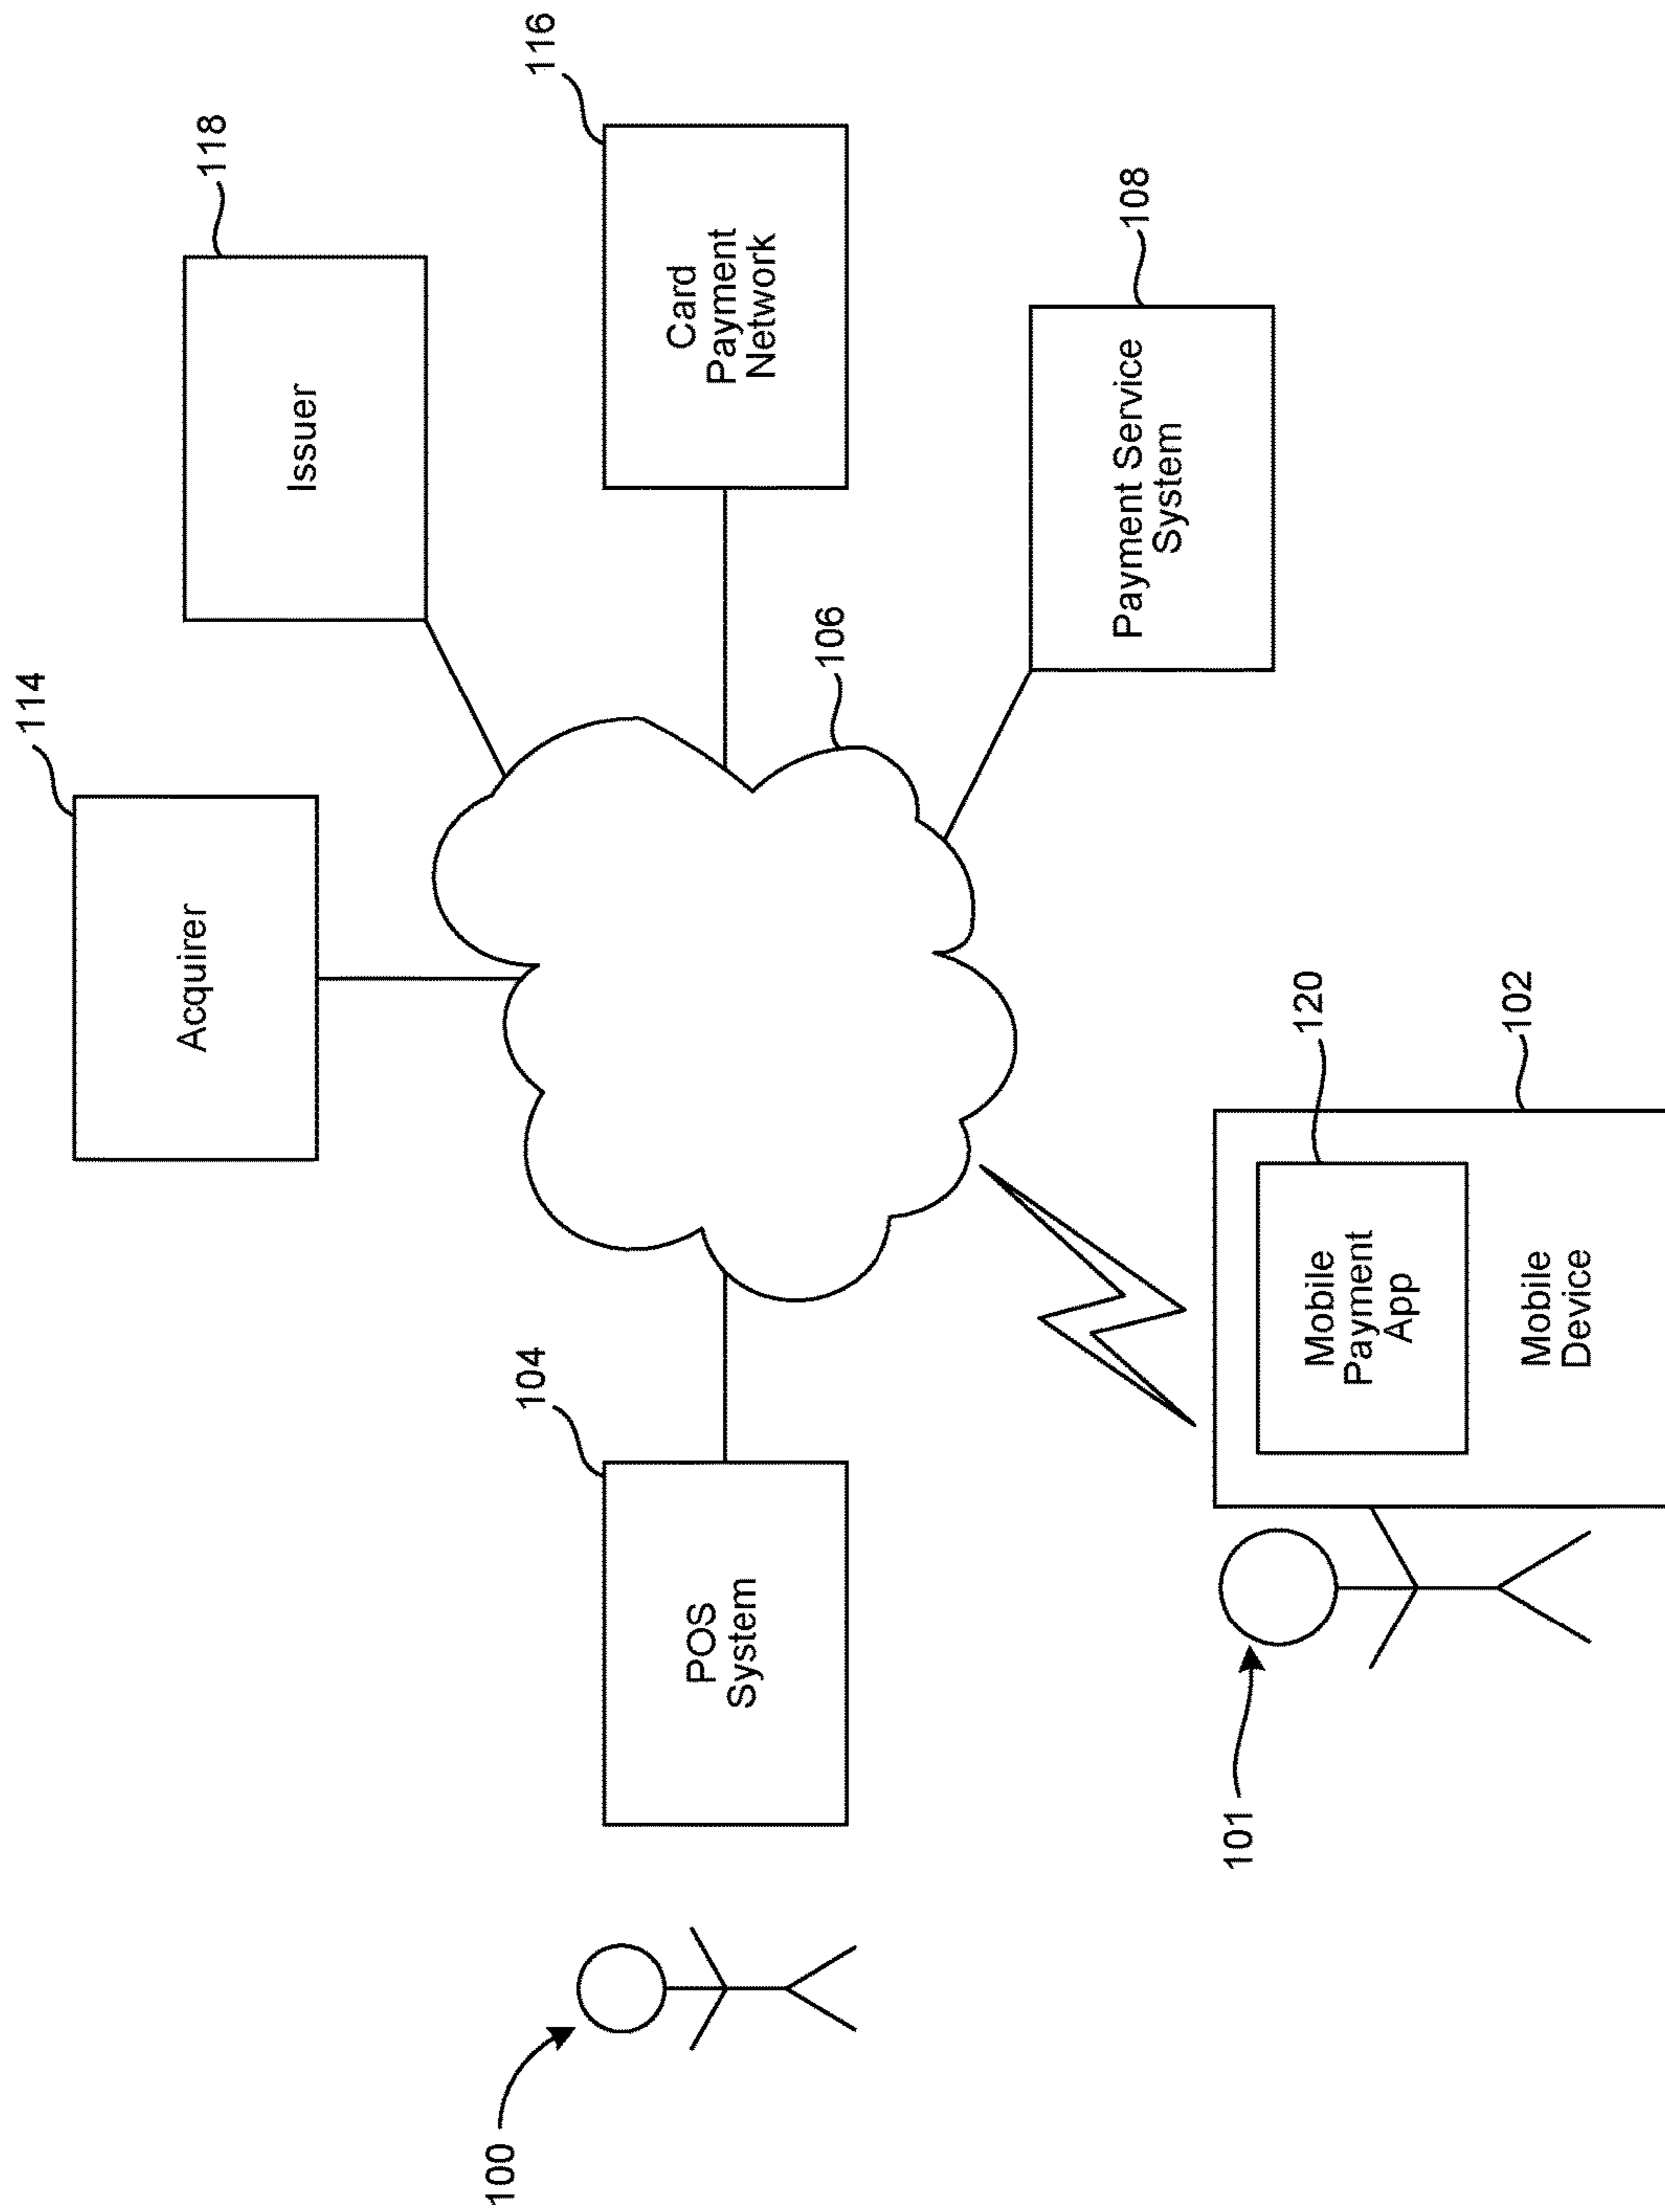 114
Acquirer
118
Issuer
116
Card
Payment
Network
104
POS
System
106
108
Payment Service
System
100
101
120
Mobile
Payment
App
102
Mobile
Device